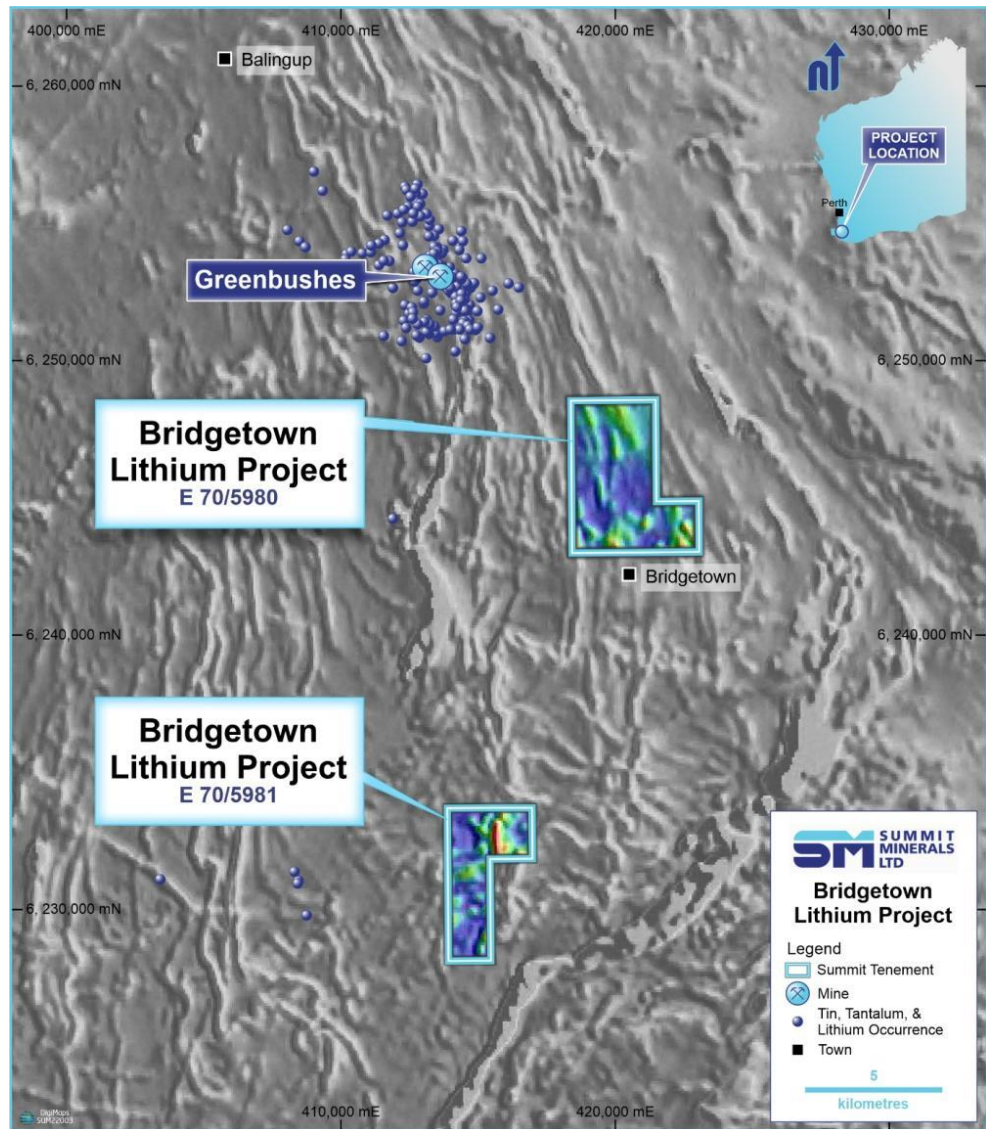 400,000 mE
410,000 mE
420,000 mE
430,000 mE
Balingup
6, 260,000 mN
PROJECT
LOCATION
Perth
Greenbushes
6, 250,000 mN
6, 250,000 mN
Bridgetown
Lithium Project
E 70/5980
Bridgetown
6, 240,000 mN
6, 240,000 mN
Bridgetown
Lithium Project
E 70/5981
6, 230,000 mN
SM SUMMIT
MINERALS
LTD
Bridgetown
Lithium Project
Legend
Summit Tenement
Mine
Tin, Tantalum, &
Lithium Occurrence
Town
5
kilometres
DigiMaps
SUM22003
410,000 mE
420,000 mE